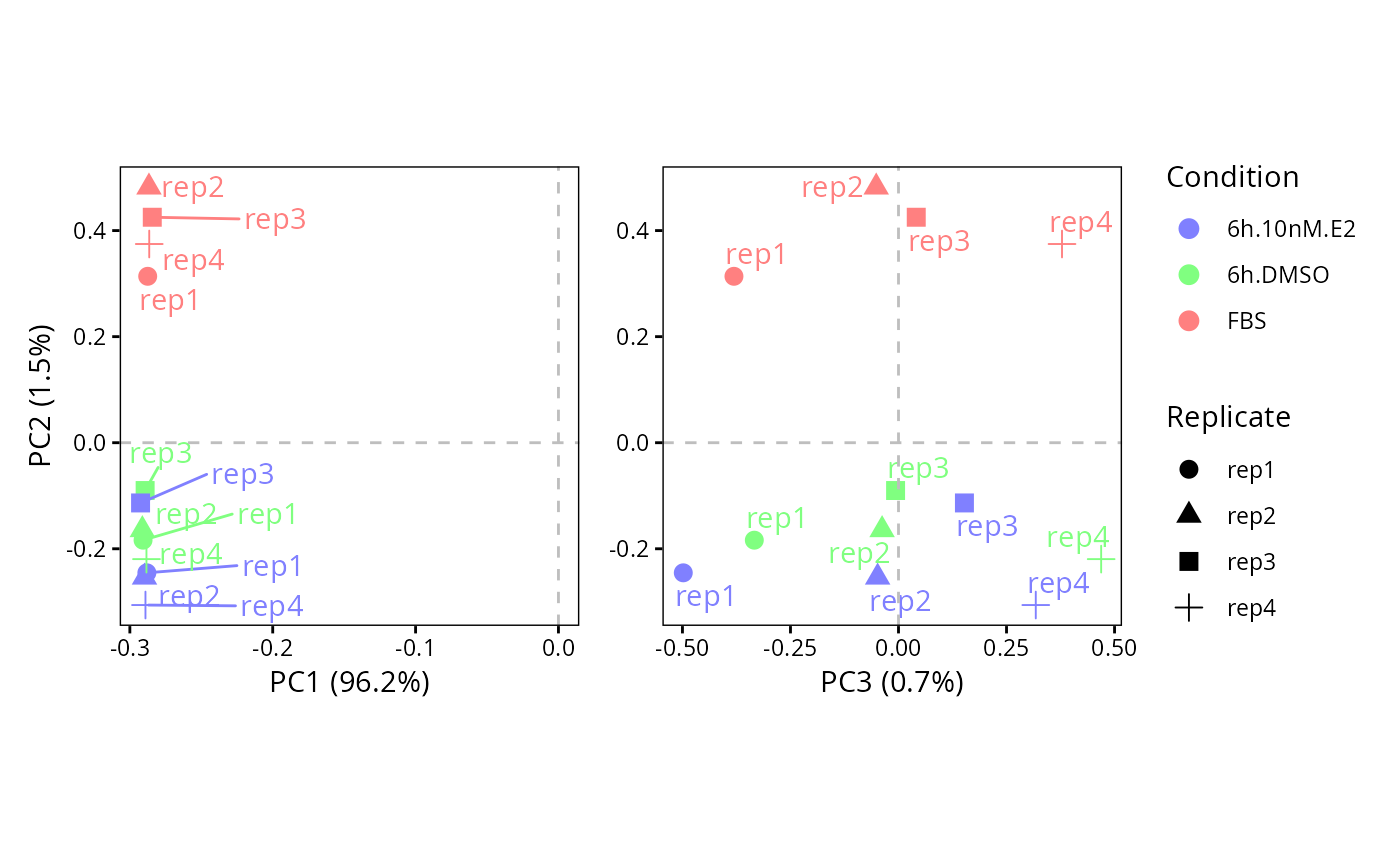 rep2
rep3
rep4
rep1
rep3
rep3
rep2
rep1
rep4
rep1
rep2
rep4
0.4
0.2
0.0
-0.2
PC2 (1.5%)
-0.3
-0.2
-0.1
0.0
PC1 (96.2%)
rep2
rep4
rep3
rep1
rep3
rep1
rep3
rep4
rep2
rep4
rep1
rep2
0.4
0.2
0.0
-0.2
-0.50
-0.25
0.00
0.25
0.50
PC3 (0.7%)
Condition
6h.10nM.E2
6h.DMSO
FBS
Replicate
rep1
rep2
rep3
rep4